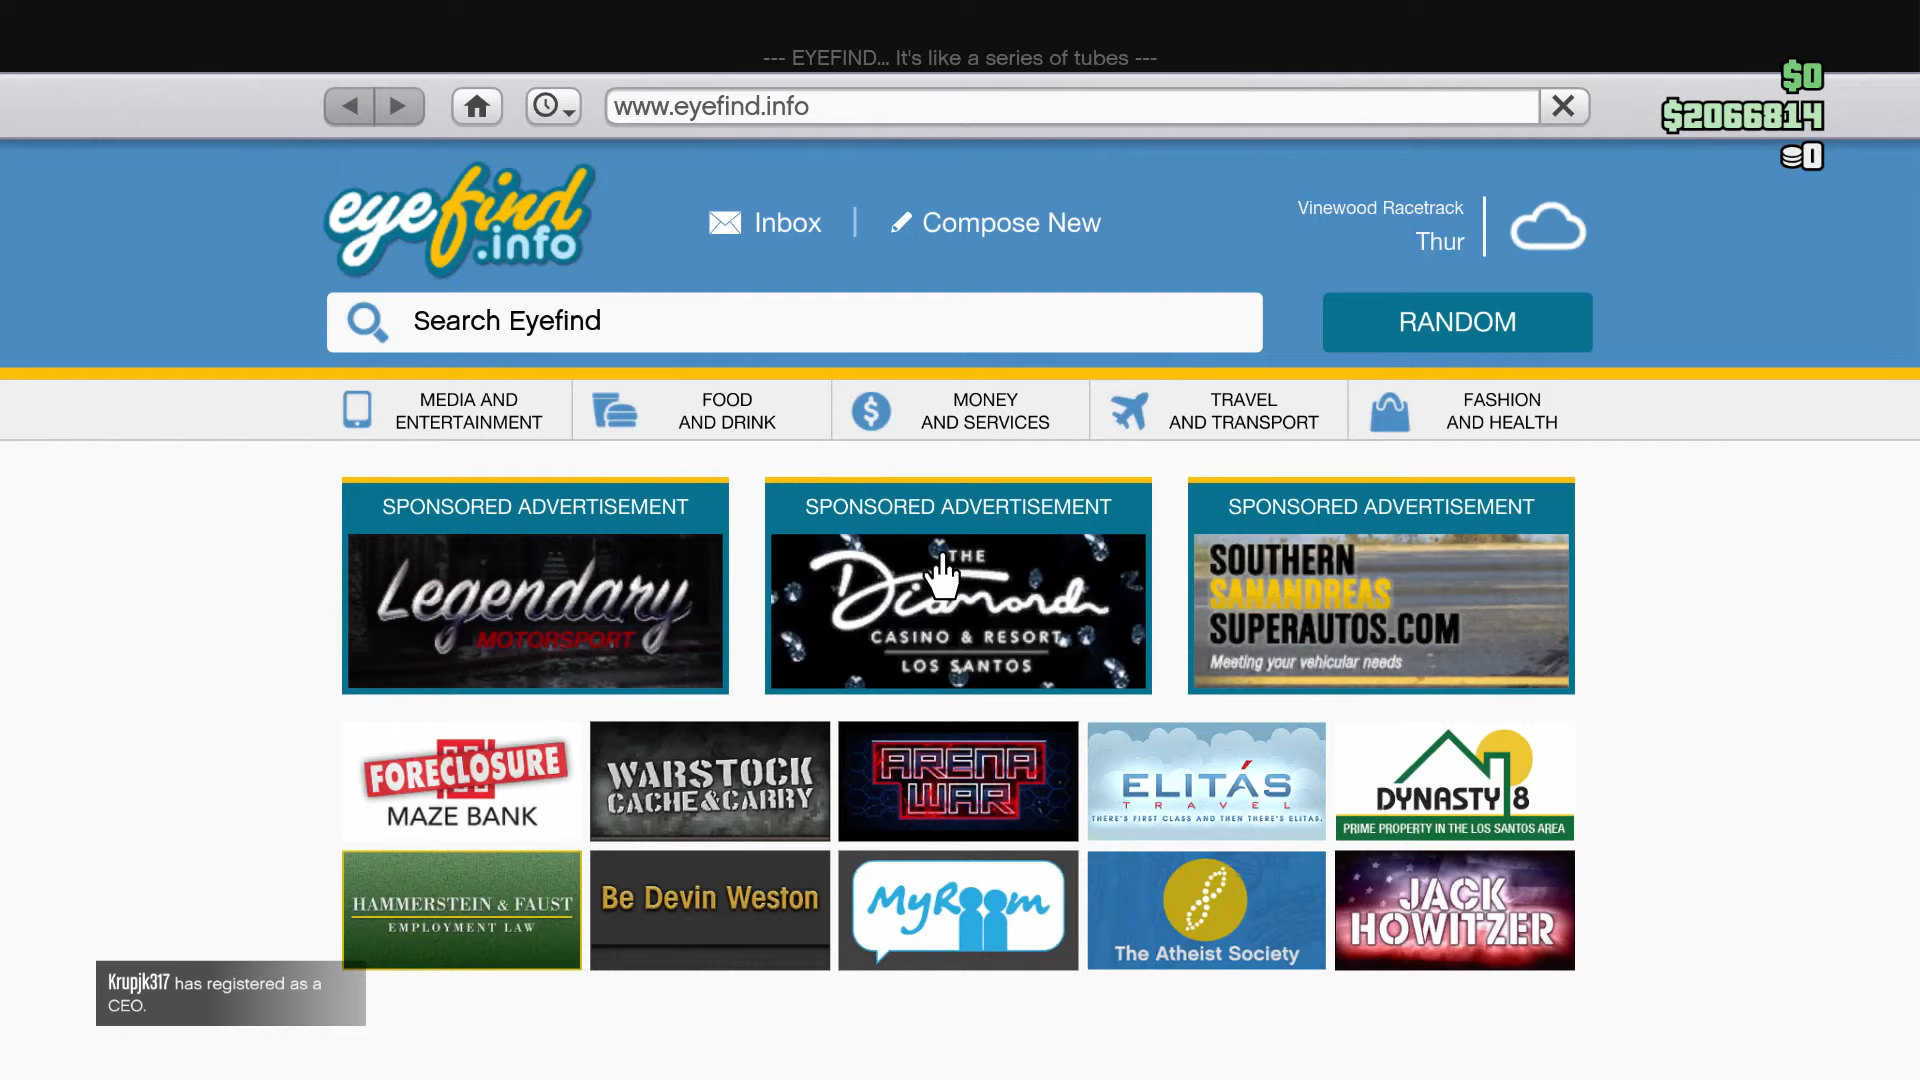 --- EYEFIND... It's like a series of tubes ---
$0
$2066814
0
www.eyefind.info
eyefind
.info
Inbox
Compose New
Vinewood Racetrack
Thur
Search Eyefind
RANDOM
MEDIA AND
ENTERTAINMENT
FOOD
AND DRINK
MONEY
AND SERVICES
TRAVEL
AND TRANSPORT
FASHION
AND HEALTH
SPONSORED ADVERTISEMENT
Legendary
MOTORSPORT
SPONSORED ADVERTISEMENT
THE
Diamond
CASINO & RESORT
LOS SANTOS
SPONSORED ADVERTISEMENT
SOUTHERN
SANANDREAS
SUPERAUTOS.COM
Meeting your vehicular needs
FORECLOSURE
MAZE BANK
WARSTOCK
CACHE&CARRY
ARENA
WAR
ELITÁS
TRAVEL
THERE'S FIRST CLASS AND THEN THERE'S ELITAS.
DYNASTY 8
PRIME PROPERTY IN THE LOS SANTOS AREA
HAMMERSTEIN & FAUST
EMPLOYMENT LAW
Be Devin Weston
MyRoom
The Atheist Society
JACK
HOWITZER
Krupjk317 has registered as a
CEO.